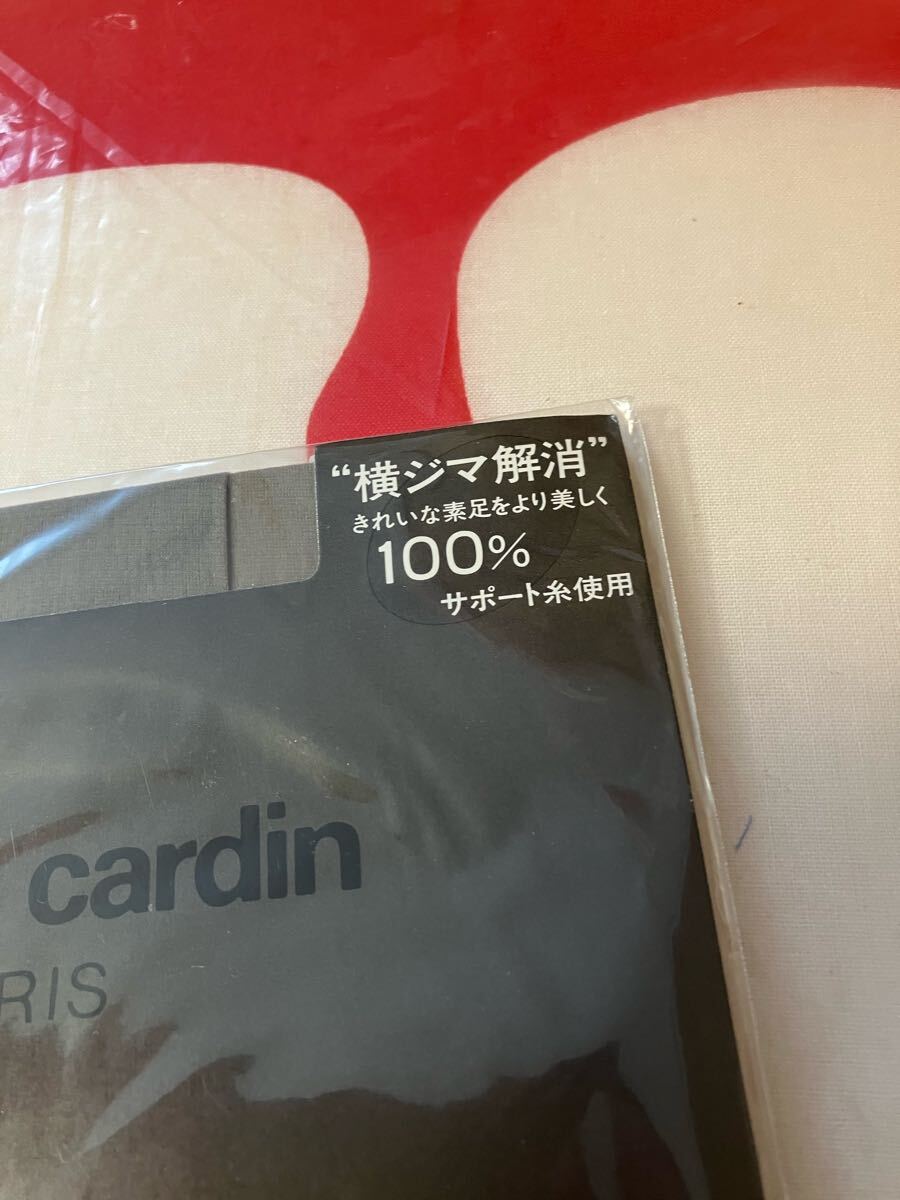 “横ジマ解消”
きれいな素足をより美しく
100%
サポート糸使用
cardin
RIS